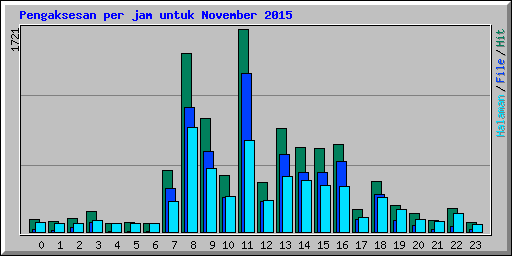 Pengaksesan per jam untuk November 2015
1721
Halaman/File/Hit
0 1 2 3 4 5 6 7 8 9 10 11 12 13 14 15 16 17 18 19 20 21 22 23